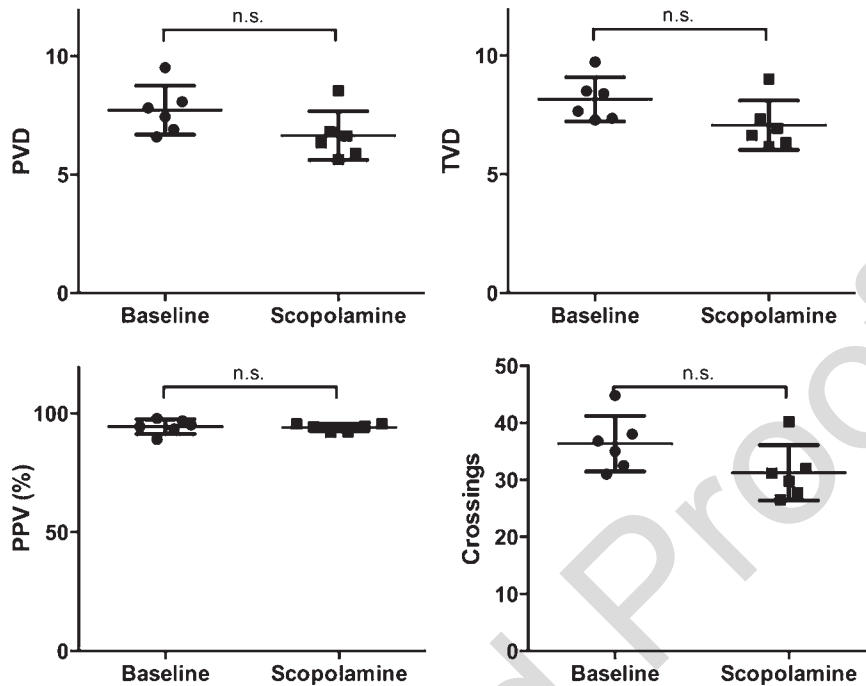 n.s.
10
5
0
PVD
Baseline Scopolamine
n.s.
10
5
0
TVD
Baseline Scopolamine
n.s.
100
50
0
PPV (%)
Baseline Scopolamine
n.s.
50
40
30
20
10
0
Crossings
Baseline Scopolamine
d Proo